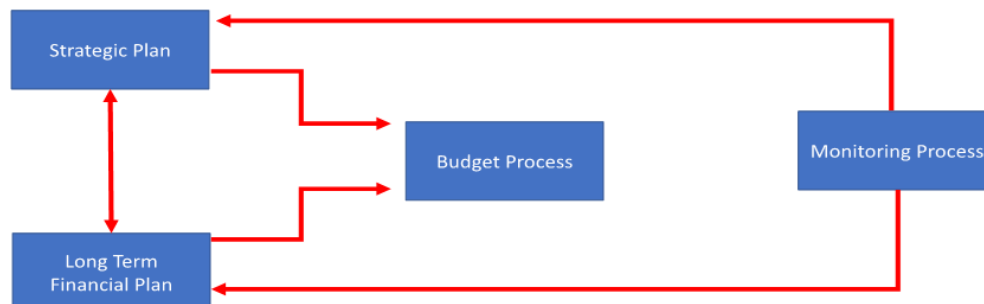 Strategic Plan
Budget Process
Monitoring Process
Long Term
Financial Plan